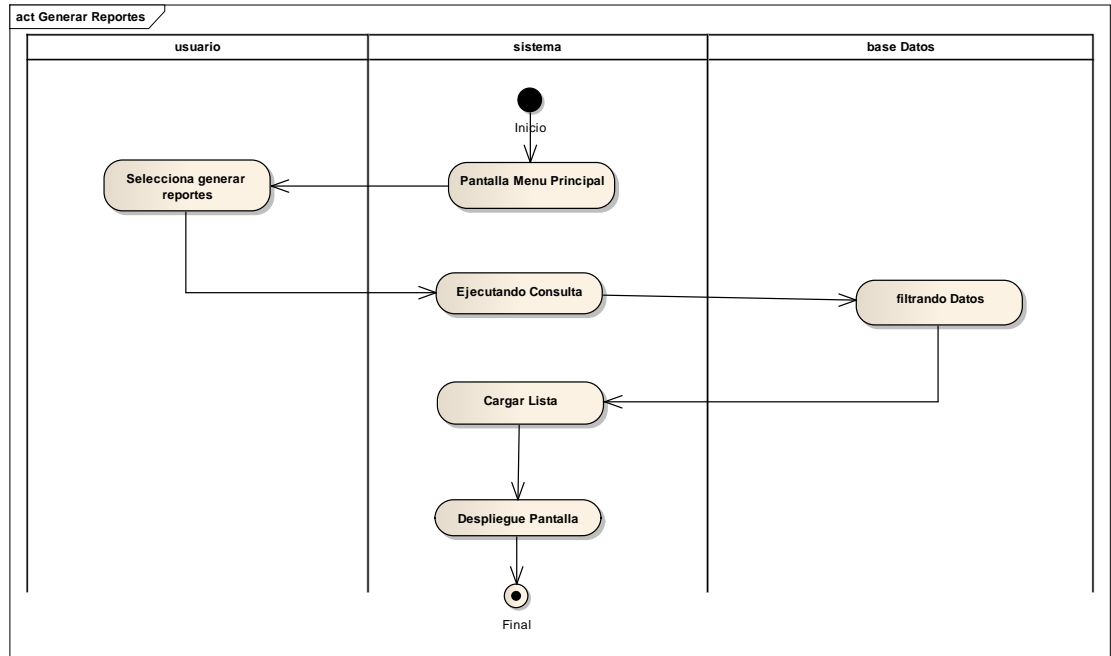 act Generar Reportes
usuario
sistema
base Datos
Inicio
Selecciona generar
reportes
Pantalla Menu Principal
Ejecutando Consulta
filtrando Datos
Cargar Lista
Despliegue Pantalla
Final